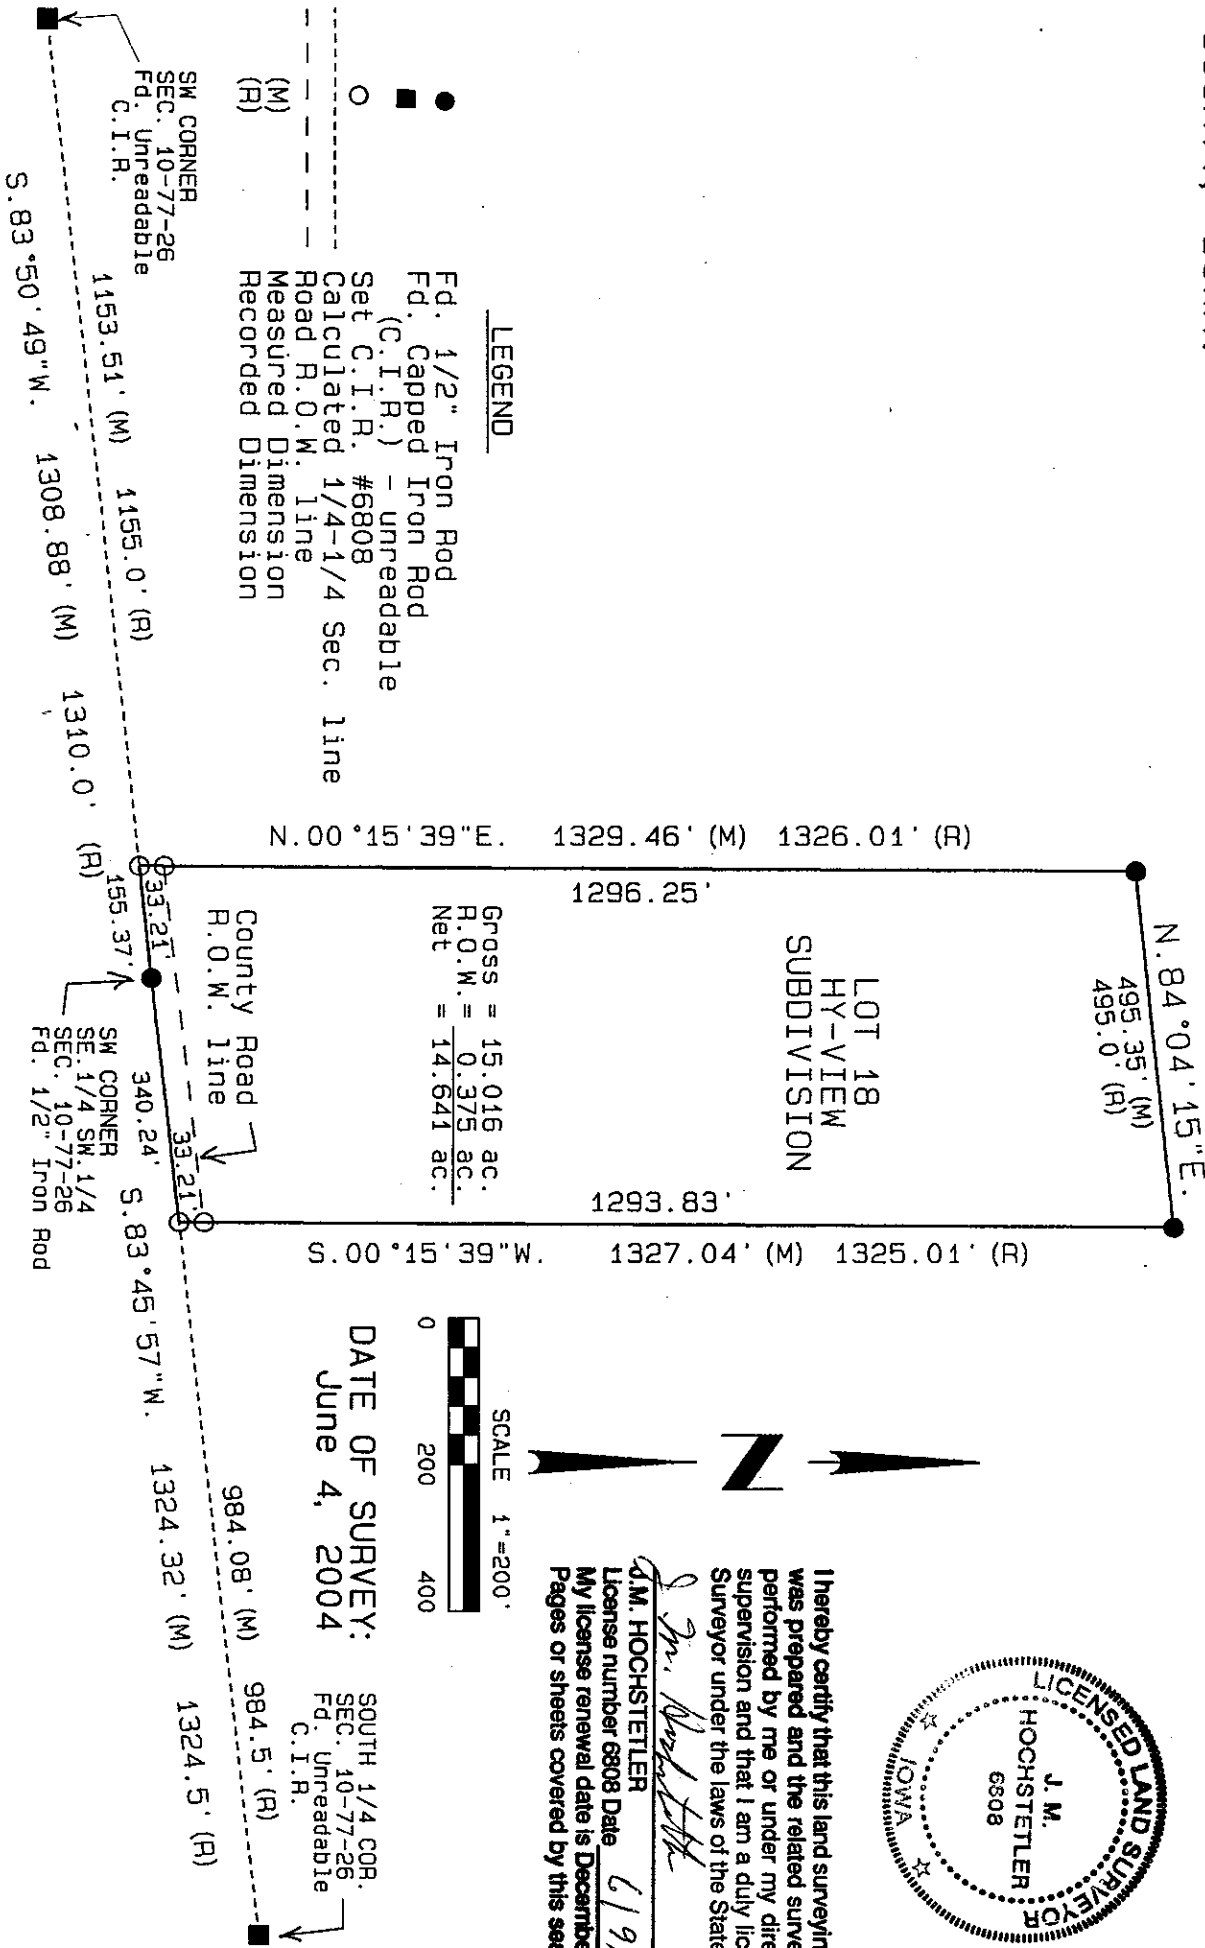 N.84°04'15"E.
495.35' (M)
495.0' (R)
LOT 18
HY-VIEW
SUBDIVISION
N.00°15'39"E. 1329.46' (M) 1326.01' (R)
1296.25'
1293.83'
S.00°15'39"W. 1327.04' (M) 1325.01' (R)
Gross = 15.016 ac.
R.O.W.= 0.375 ac.
Net = 14.641 ac.
County Road
R.O.W. line
33.21'
33.21'
155.37'
340.24'
SW CORNER
SE.1/4 SW.1/4
SEC. 10-77-26
Fd. 1/2" Iron Rod
LEGEND
Fd. 1/2" Iron Rod
Fd. Capped Iron Rod
(C.I.R.) - unreadable
Set C.I.R. #6808
Calculated 1/4-1/4 Sec. line
Road R.O.W. line
(M) Measured Dimension
(R) Recorded Dimension
SW CORNER
SEC. 10-77-26
Fd. Unreadable
C.I.R.
1153.51' (M) 1155.0' (R)
S.83°50'49"W. 1308.88' (M) 1310.0' (R)
984.08' (M) 984.5' (R)
S.83°45'57"W. 1324.32' (M) 1324.5' (R)
SOUTH 1/4 COR.
SEC. 10-77-26
Fd. Unreadable
C.I.R.
SCALE 1"=200'
0 200 400
DATE OF SURVEY:
June 4, 2004
LICENSED LAND SURVEYOR
J. M.
HOCHSTETLER
6808
IOWA
I hereby certify that this land surveyin
was prepared and the related surve
performed by me or under my dire
supervision and that I am a duly lic
Surveyor under the laws of the State
J.M. HOCHSTETLER
License number 6808 Date 6/9
My license renewal date is Decembe
Pages or sheets covered by this sea